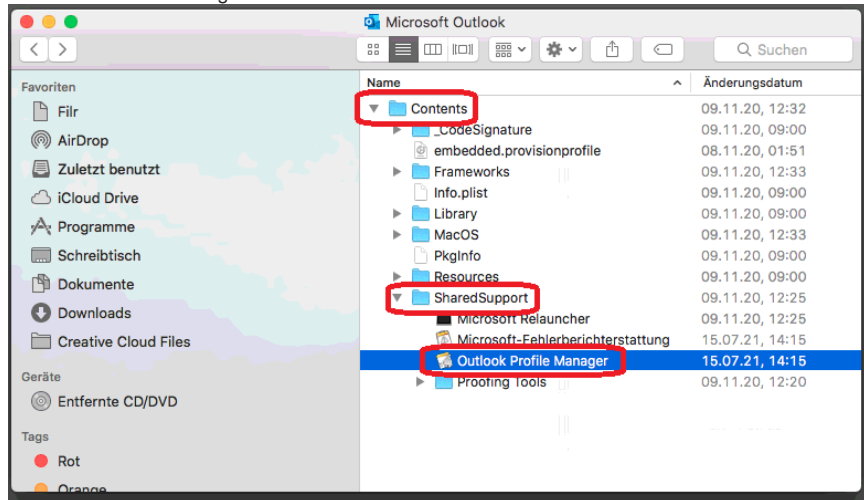 Microsoft Outlook
Suchen
Favoriten
Filr
AirDrop
Zuletzt benutzt
iCloud Drive
Programme
Schreibtisch
Dokumente
Downloads
Creative Cloud Files
Geräte
Entfernte CD/DVD
Tags
Rot
Orange
Name Änderungsdatum
Contents 09.11.20, 12:32
_CodeSignature 09.11.20, 09:00
embedded.provisionprofile 08.11.20, 01:51
Frameworks 09.11.20, 12:33
Info.plist 09.11.20, 09:00
Library 09.11.20, 09:00
MacOS 09.11.20, 12:33
PkgInfo 09.11.20, 09:00
Resources 09.11.20, 09:00
SharedSupport 09.11.20, 12:25
Microsoft Relauncher 09.11.20, 12:25
Microsoft-Fehlerberichterstattung 15.07.21, 14:15
Outlook Profile Manager 15.07.21, 14:15
Proofing Tools 09.11.20, 12:20